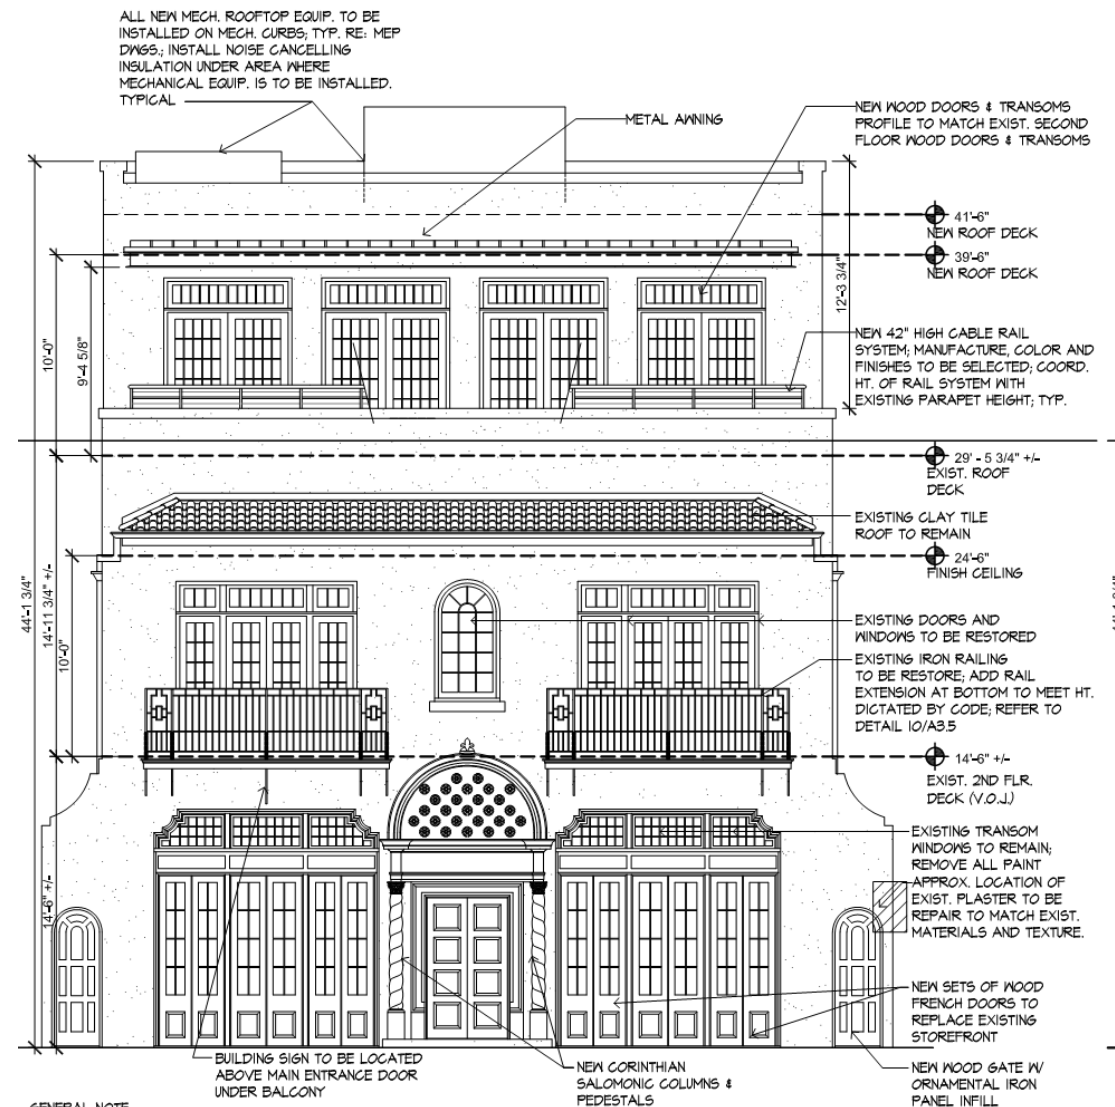 ALL NEW MECH. ROOFTOP EQUIP. TO BE
INSTALLED ON MECH. CURBS; TYP. RE: MEP
DWGS.; INSTALL NOISE CANCELLING
INSULATION UNDER AREA WHERE
MECHANICAL EQUIP. IS TO BE INSTALLED.
TYPICAL
METAL AWNING
NEW WOOD DOORS & TRANSOMS
PROFILE TO MATCH EXIST. SECOND
FLOOR WOOD DOORS & TRANSOMS
41'-6"
NEW ROOF DECK
39'-6"
NEW ROOF DECK
12'-3 3/4"
10'-0"
9'-4 5/8"
NEW 42" HIGH CABLE RAIL
SYSTEM; MANUFACTURE, COLOR AND
FINISHES TO BE SELECTED; COORD.
HT. OF RAIL SYSTEM WITH
EXISTING PARAPET HEIGHT; TYP.
29' - 5 3/4" +/-
EXIST. ROOF
DECK
EXISTING CLAY TILE
ROOF TO REMAIN
24'-6"
FINISH CEILING
44'-1 3/4"
14'-11 3/4" +/-
10'-0"
EXISTING DOORS AND
WINDOWS TO BE RESTORED
EXISTING IRON RAILING
TO BE RESTORE; ADD RAIL
EXTENSION AT BOTTOM TO MEET HT.
DICTATED BY CODE; REFER TO
DETAIL 10/A3.5
14'-6" +/-
EXIST. 2ND FLR.
DECK (V.O.J.)
14'-6" +/-
EXISTING TRANSOM
WINDOWS TO REMAIN;
REMOVE ALL PAINT
APPROX. LOCATION OF
EXIST. PLASTER TO BE
REPAIR TO MATCH EXIST.
MATERIALS AND TEXTURE.
NEW SETS OF WOOD
FRENCH DOORS TO
REPLACE EXISTING
STOREFRONT
BUILDING SIGN TO BE LOCATED
ABOVE MAIN ENTRANCE DOOR
UNDER BALCONY
NEW CORINTHIAN
SALOMONIC COLUMNS &
PEDESTALS
NEW WOOD GATE W/
ORNAMENTAL IRON
PANEL INFILL
GENERAL NOTE